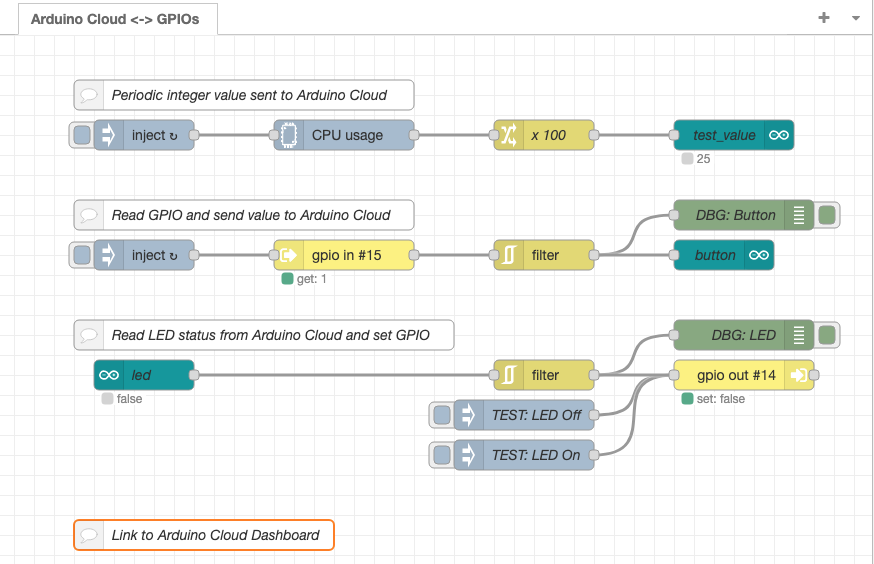 Arduino Cloud <-> GPIOs
Periodic integer value sent to Arduino Cloud
inject ↻
CPU usage
x 100
test_value
25
Read GPIO and send value to Arduino Cloud
DBG: Button
inject ↻
gpio in #15
filter
button
get: 1
Read LED status from Arduino Cloud and set GPIO
DBG: LED
led
filter
gpio out #14
false
set: false
TEST: LED Off
TEST: LED On
Link to Arduino Cloud Dashboard